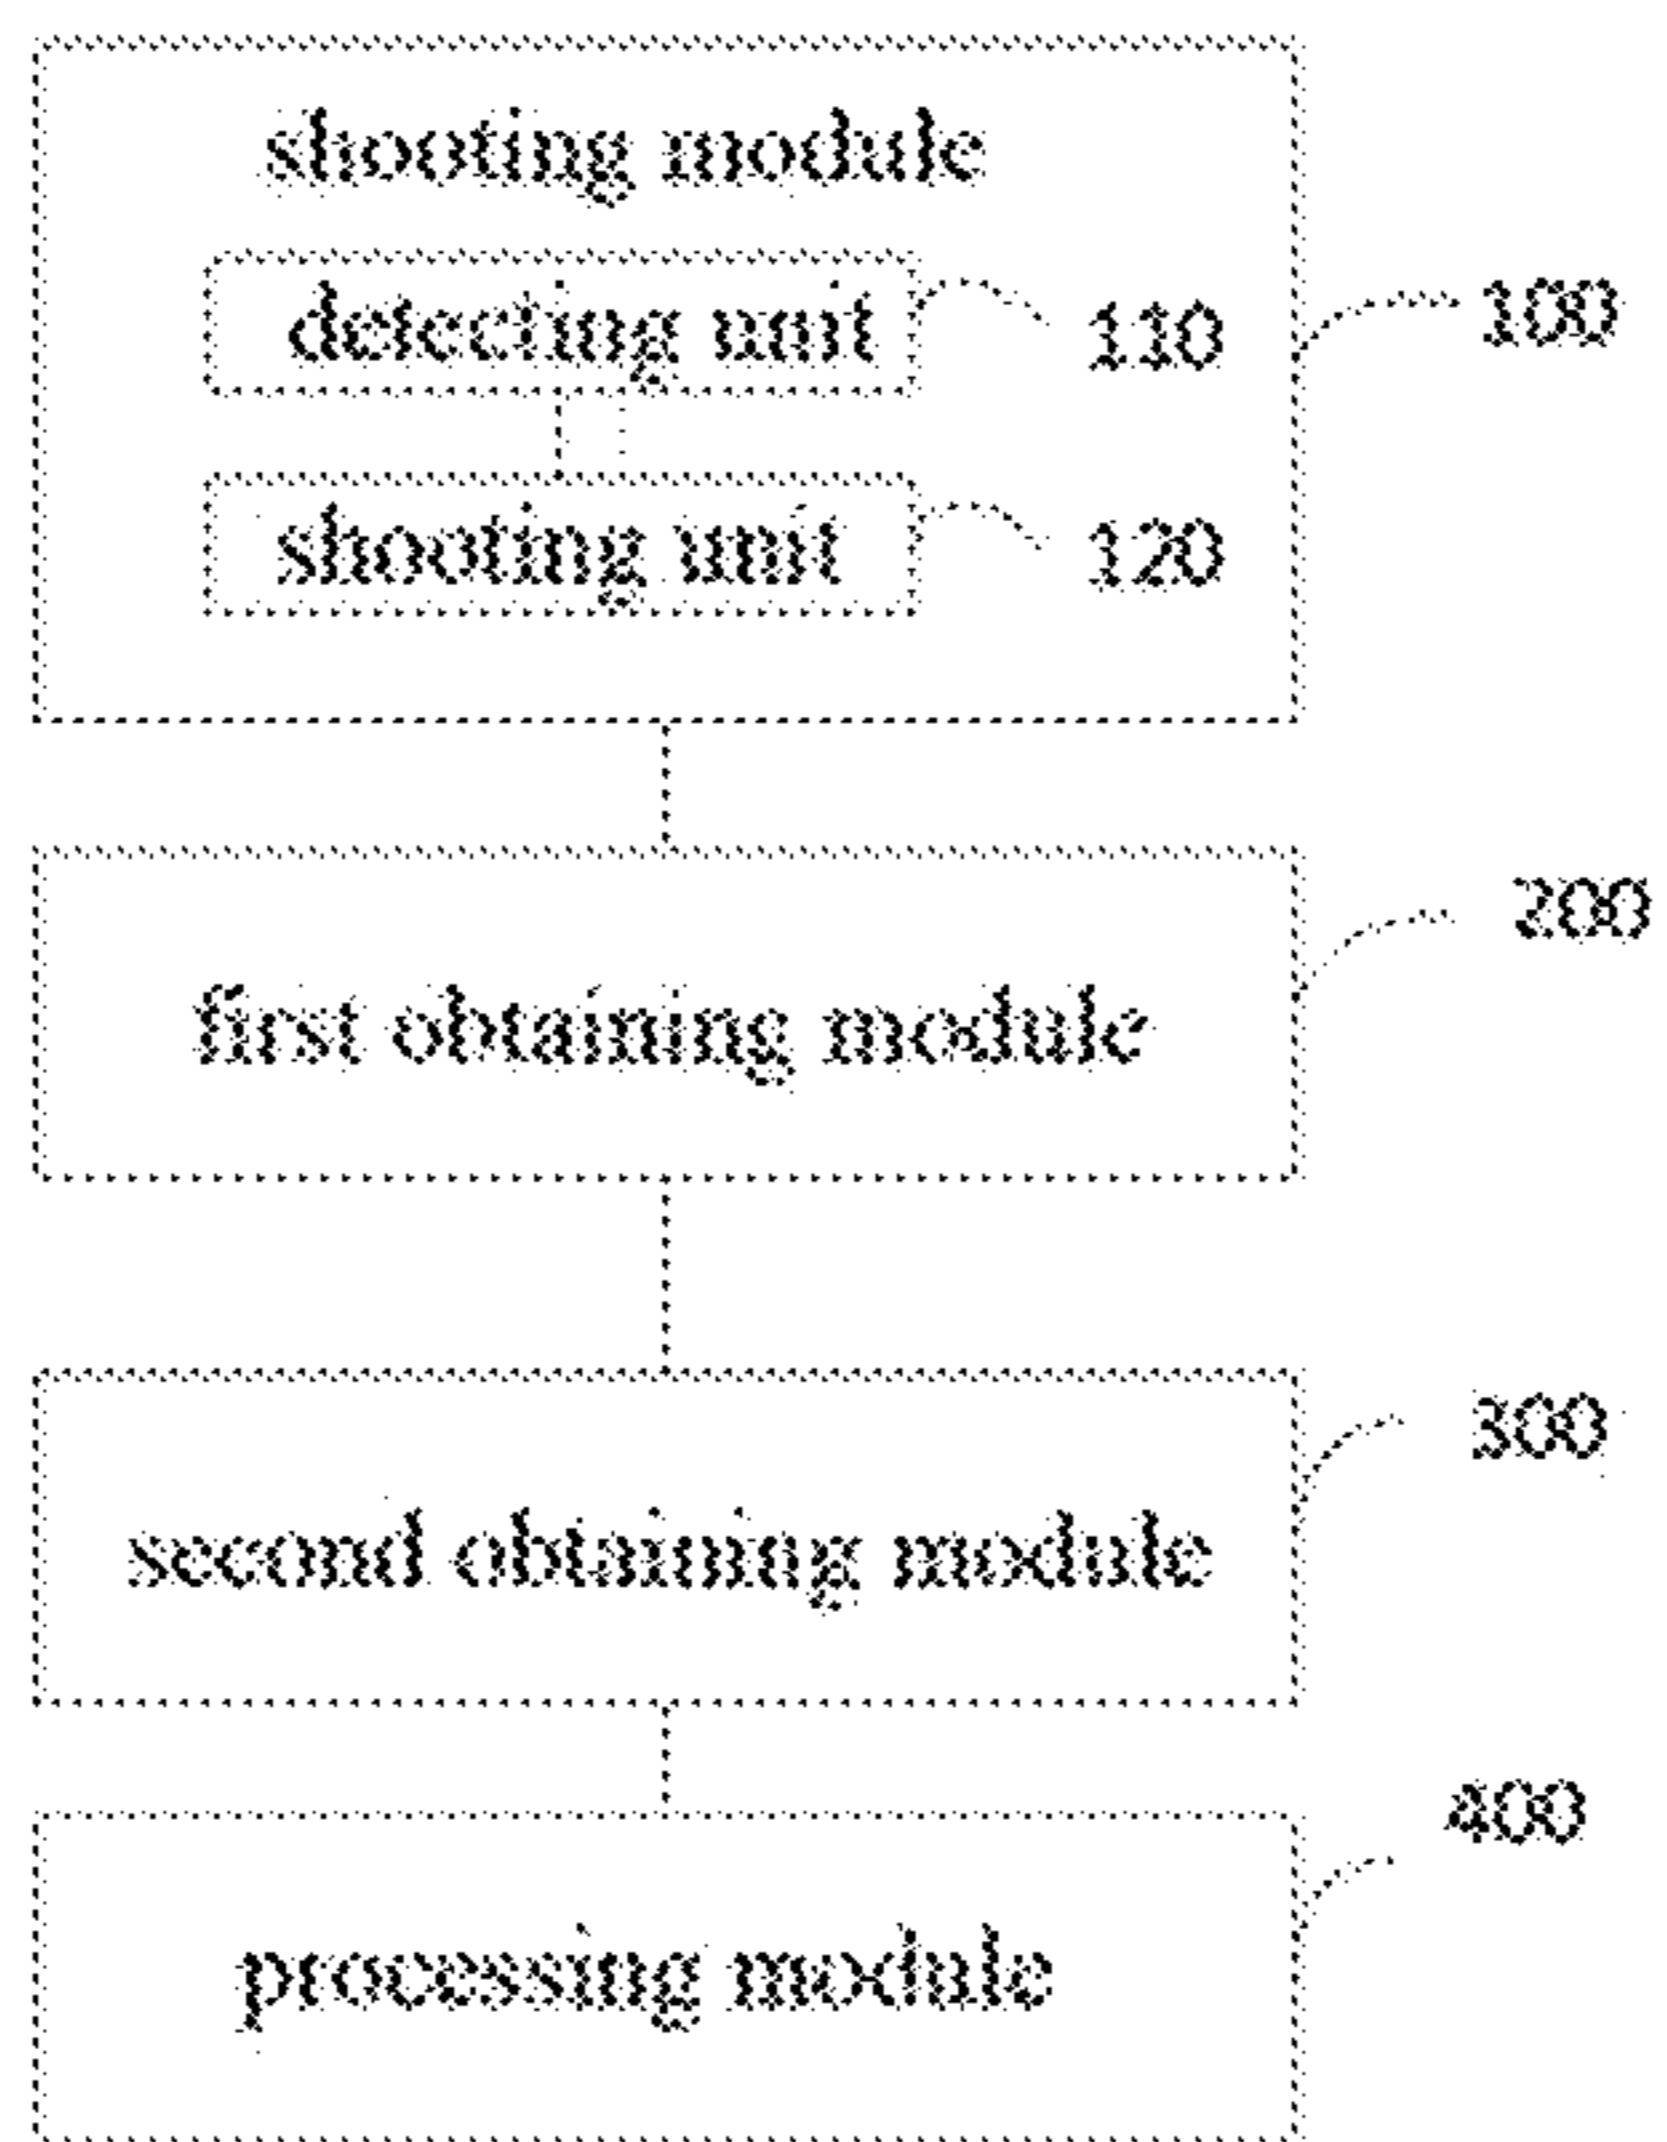 shooting module
detecting unit
110
100
shooting unit
120
200
first obtaining module
300
second obtaining module
400
processing module